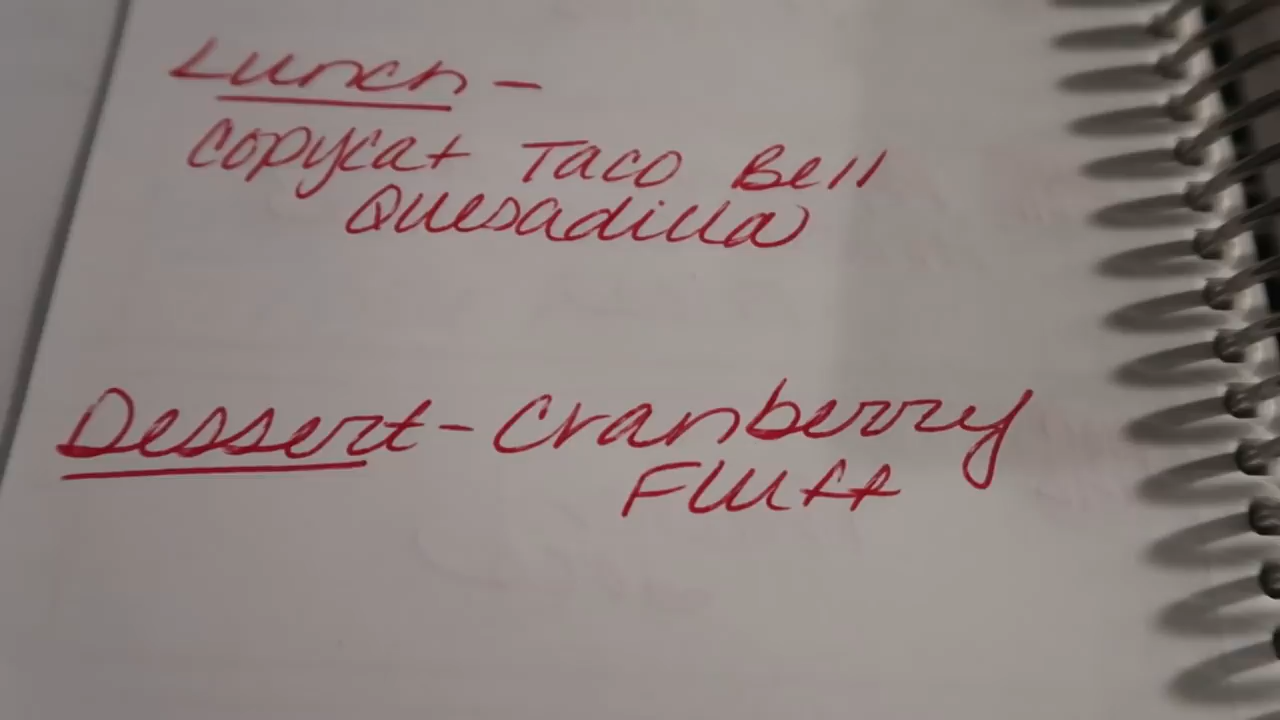 Lunch -
Copycat Taco Bell
Quesadilla
Dessert - Cranberry
Fluff